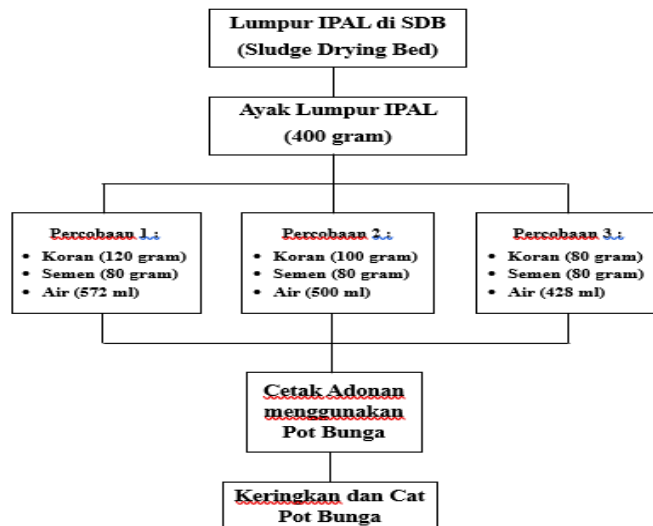 Lumpur IPAL di SDB
(Sludge Drying Bed)
Ayak Lumpur IPAL
(400 gram)
Percobaan 1 :
• Koran (120 gram)
• Semen (80 gram)
• Air (572 ml)
Percobaan 2 :
• Koran (100 gram)
• Semen (80 gram)
• Air (500 ml)
Percobaan 3 :
• Koran (80 gram)
• Semen (80 gram)
• Air (428 ml)
Cetak Adonan
menggunakan
Pot Bunga
Keringkan dan Cat
Pot Bunga